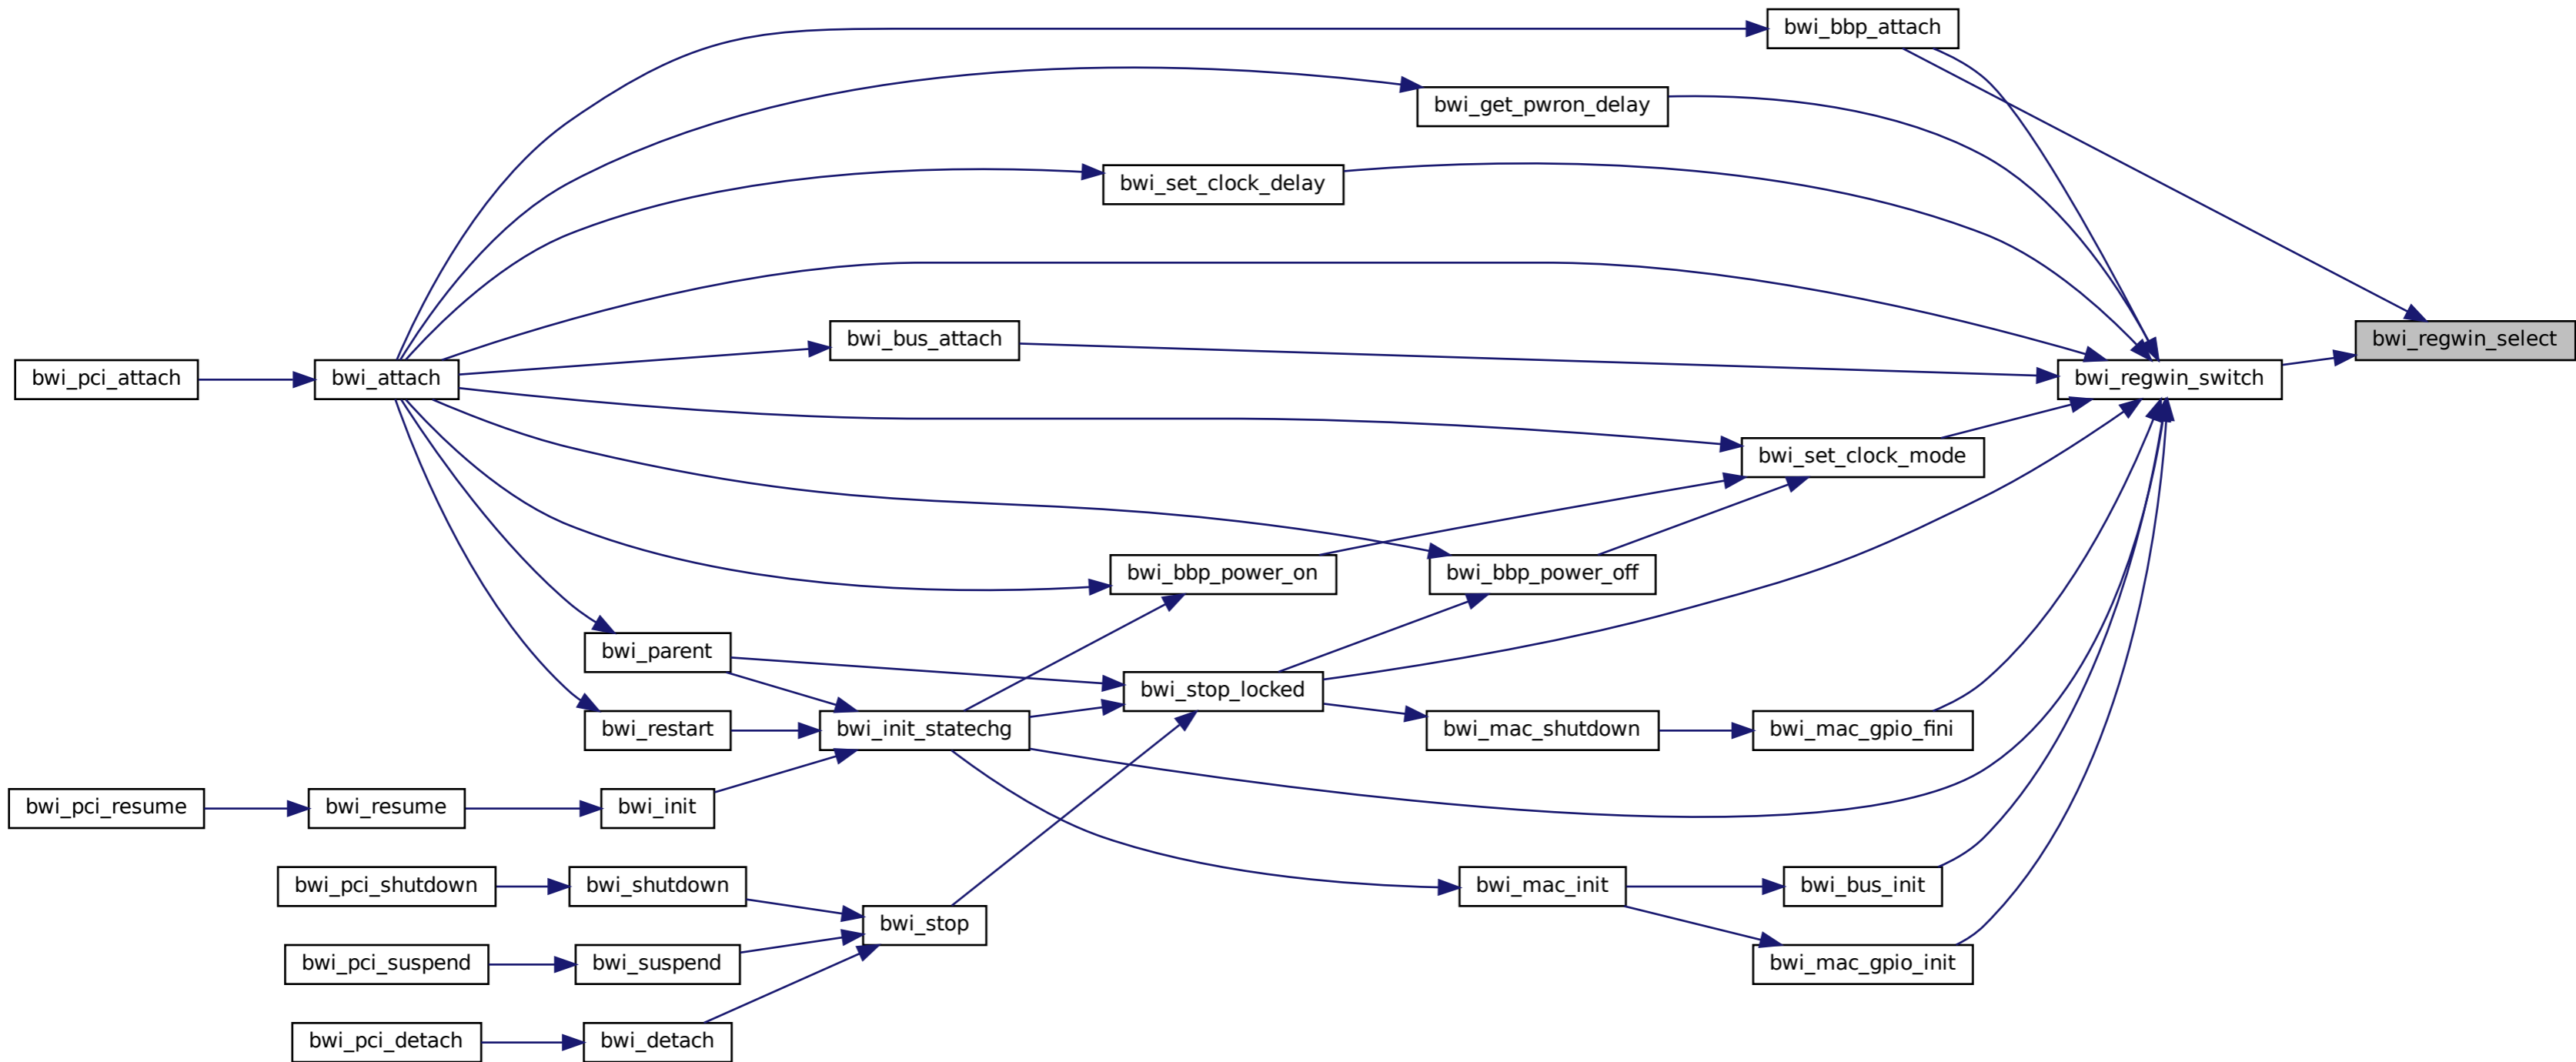 bwi_bbp_attach
bwi_get_pwron_delay
bwi_set_clock_delay
bwi_bus_attach
bwi_regwin_select
bwi_pci_attach
bwi_attach
bwi_regwin_switch
bwi_set_clock_mode
bwi_bbp_power_on
bwi_bbp_power_off
bwi_parent
bwi_stop_locked
bwi_restart
bwi_init_statechg
bwi_mac_shutdown
bwi_mac_gpio_fini
bwi_pci_resume
bwi_resume
bwi_init
bwi_pci_shutdown
bwi_shutdown
bwi_mac_init
bwi_bus_init
bwi_stop
bwi_pci_suspend
bwi_suspend
bwi_mac_gpio_init
bwi_pci_detach
bwi_detach